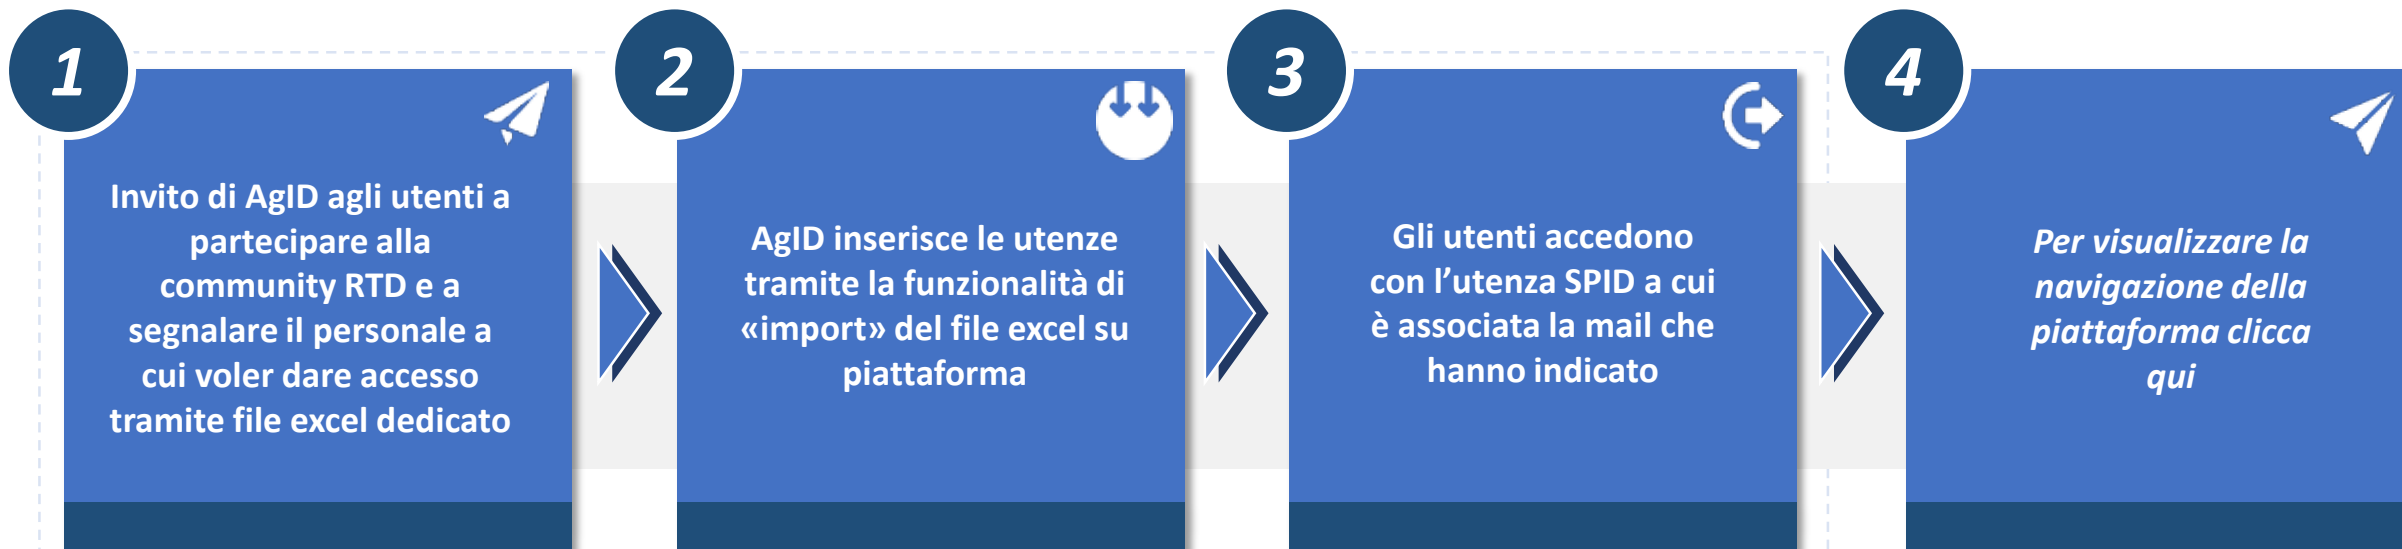 1
Invito di AgID agli utenti a
partecipare alla
community RTD e a
segnalare il personale a
cui voler dare accesso
tramite file excel dedicato
2
AgID inserisce le utenze
tramite la funzionalità di
«import» del file excel su
piattaforma
3
Gli utenti accedono
con l’utenza SPID a cui
è associata la mail che
hanno indicato
4
Per visualizzare la
navigazione della
piattaforma clicca
qui